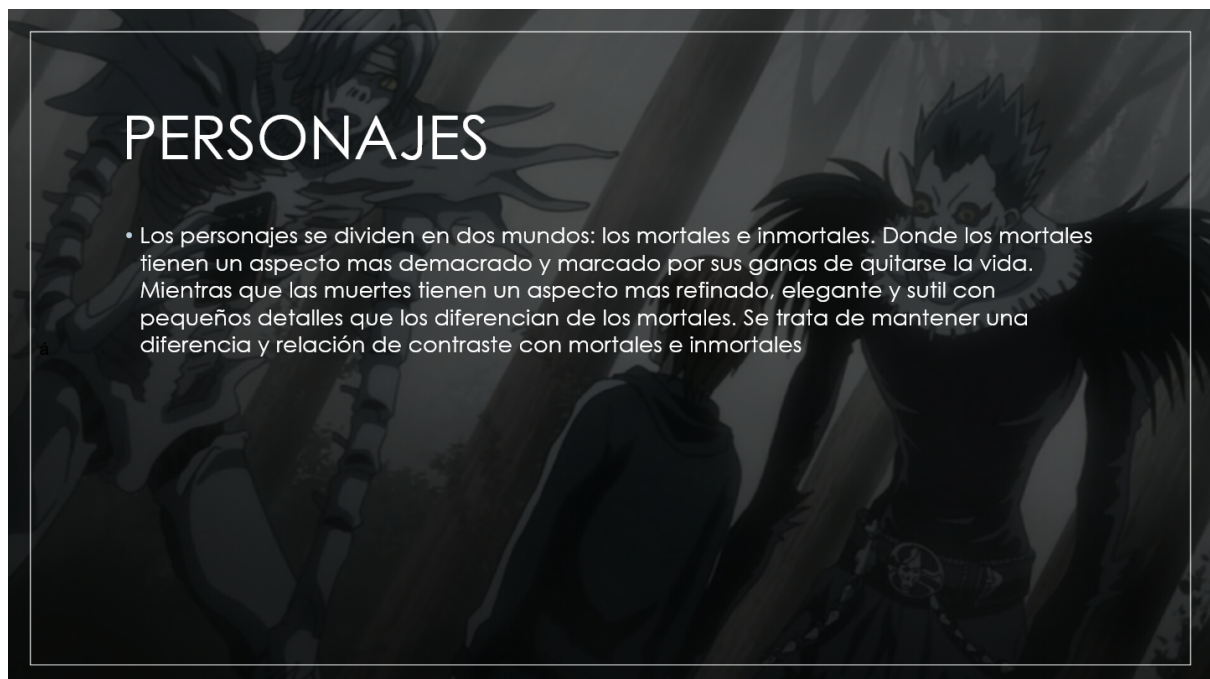 PERSONAJES
• Los personajes se dividen en dos mundos: los mortales e inmortales. Donde los mortales
tienen un aspecto mas demacrado y marcado por sus ganas de quitarse la vida.
Mientras que las muertes tienen un aspecto mas refinado, elegante y sutil con
pequeños detalles que los diferencian de los mortales. Se trata de mantener una
diferencia y relación de contraste con mortales e inmortales
á